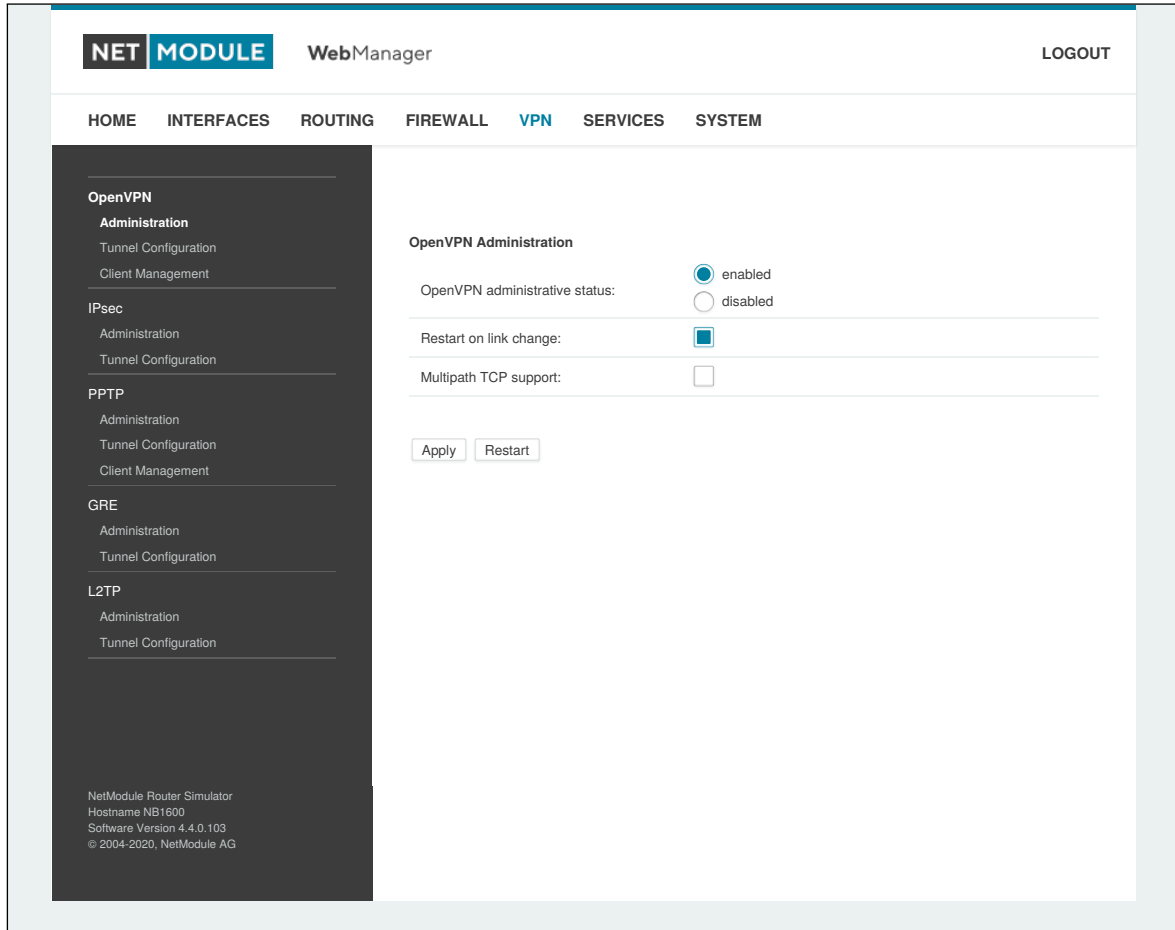 NET MODULE WebManager LOGOUT
HOME INTERFACES ROUTING FIREWALL VPN SERVICES SYSTEM
OpenVPN
Administration
Tunnel Configuration
Client Management
IPsec
Administration
Tunnel Configuration
PPTP
Administration
Tunnel Configuration
Client Management
GRE
Administration
Tunnel Configuration
L2TP
Administration
Tunnel Configuration
NetModule Router Simulator
Hostname NB1600
Software Version 4.4.0.103
© 2004-2020, NetModule AG
OpenVPN Administration
OpenVPN administrative status:
enabled
disabled
Restart on link change:
Multipath TCP support:
Apply Restart